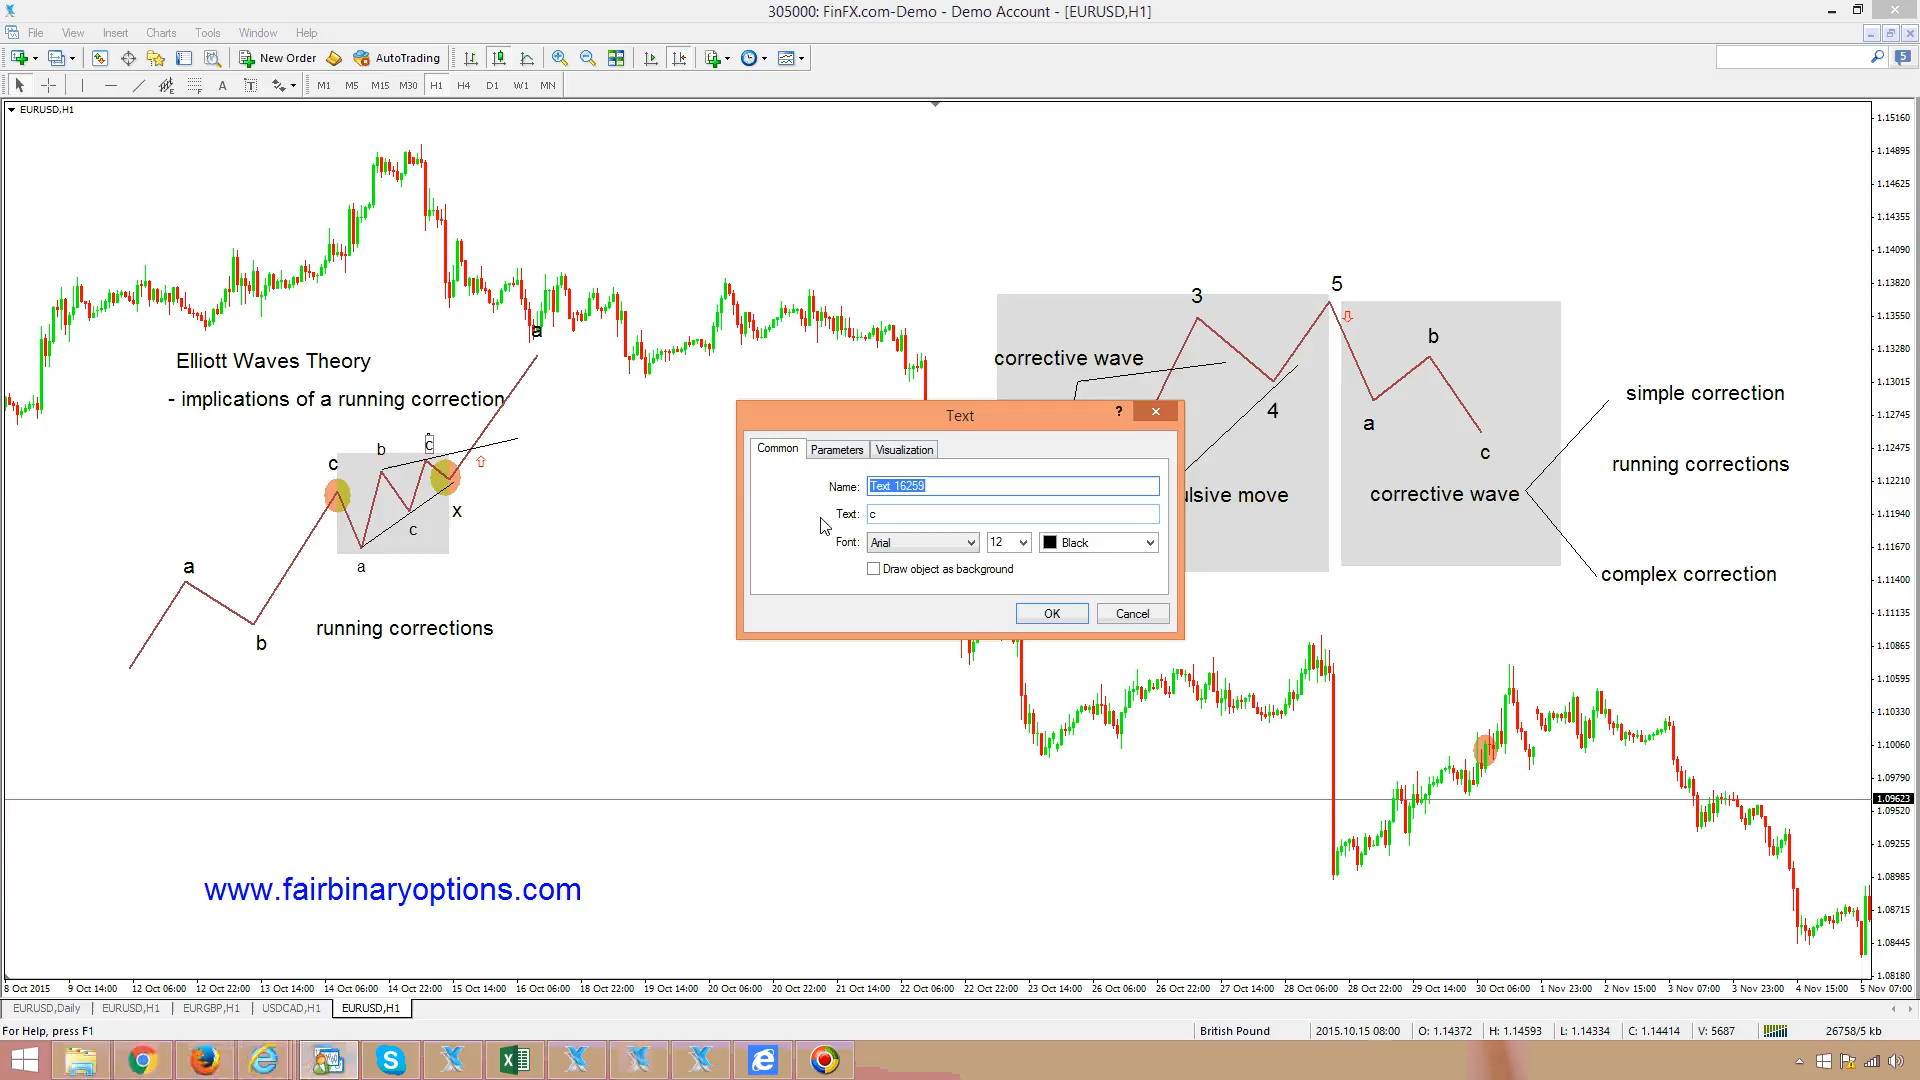 305000: FinFX.com-Demo - Demo Account - [EURUSD,H1]
File View Insert Charts Tools Window Help
New Order AutoTrading
5
A T M1 M5 M15 M30 H1 H4 D1 W1 MN
EURUSD,H1
1.15160
1.14895
1.14625
1.14355
1.14090
1.13820
1.13550
1.13280
1.13015
1.12745
1.12475
1.12210
1.11940
1.11670
1.11400
1.11135
1.10865
1.10595
1.10330
1.10060
1.09790
1.09623
1.09520
1.09255
1.08985
1.08715
1.08445
1.08180
Elliott Waves Theory
- implications of a running correction
a
b
c
a
b
c
c
x
a
running corrections
www.fairbinaryoptions.com
corrective wave
3
4
5
ulsive move
a
b
c
corrective wave
simple correction
running corrections
complex correction
Text
?
Common Parameters Visualization
Name: Text 16259
Text: c
Font: Arial 12 Black
Draw object as background
OK Cancel
8 Oct 2015 9 Oct 14:00 12 Oct 06:00 12 Oct 22:00 13 Oct 14:00 14 Oct 06:00 14 Oct 22:00 15 Oct 14:00 16 Oct 06:00 18 Oct 22:00 19 Oct 14:00 20 Oct 06:00 20 Oct 22:00 21 Oct 14:00 22 Oct 06:00 22 Oct 22:00 23 Oct 14:00 26 Oct 06:00 26 Oct 22:00 27 Oct 14:00 28 Oct 06:00 28 Oct 22:00 29 Oct 14:00 30 Oct 06:00 1 Nov 23:00 2 Nov 15:00 3 Nov 07:00 3 Nov 23:00 4 Nov 15:00 5 Nov 07:00
EURUSD,Daily EURUSD,H1 EURGBP,H1 USDCAD,H1 EURUSD,H1
For Help, press F1 British Pound 2015.10.15 08:00 O: 1.14372 H: 1.14593 L: 1.14334 C: 1.14414 V: 5687 26758/5 kb